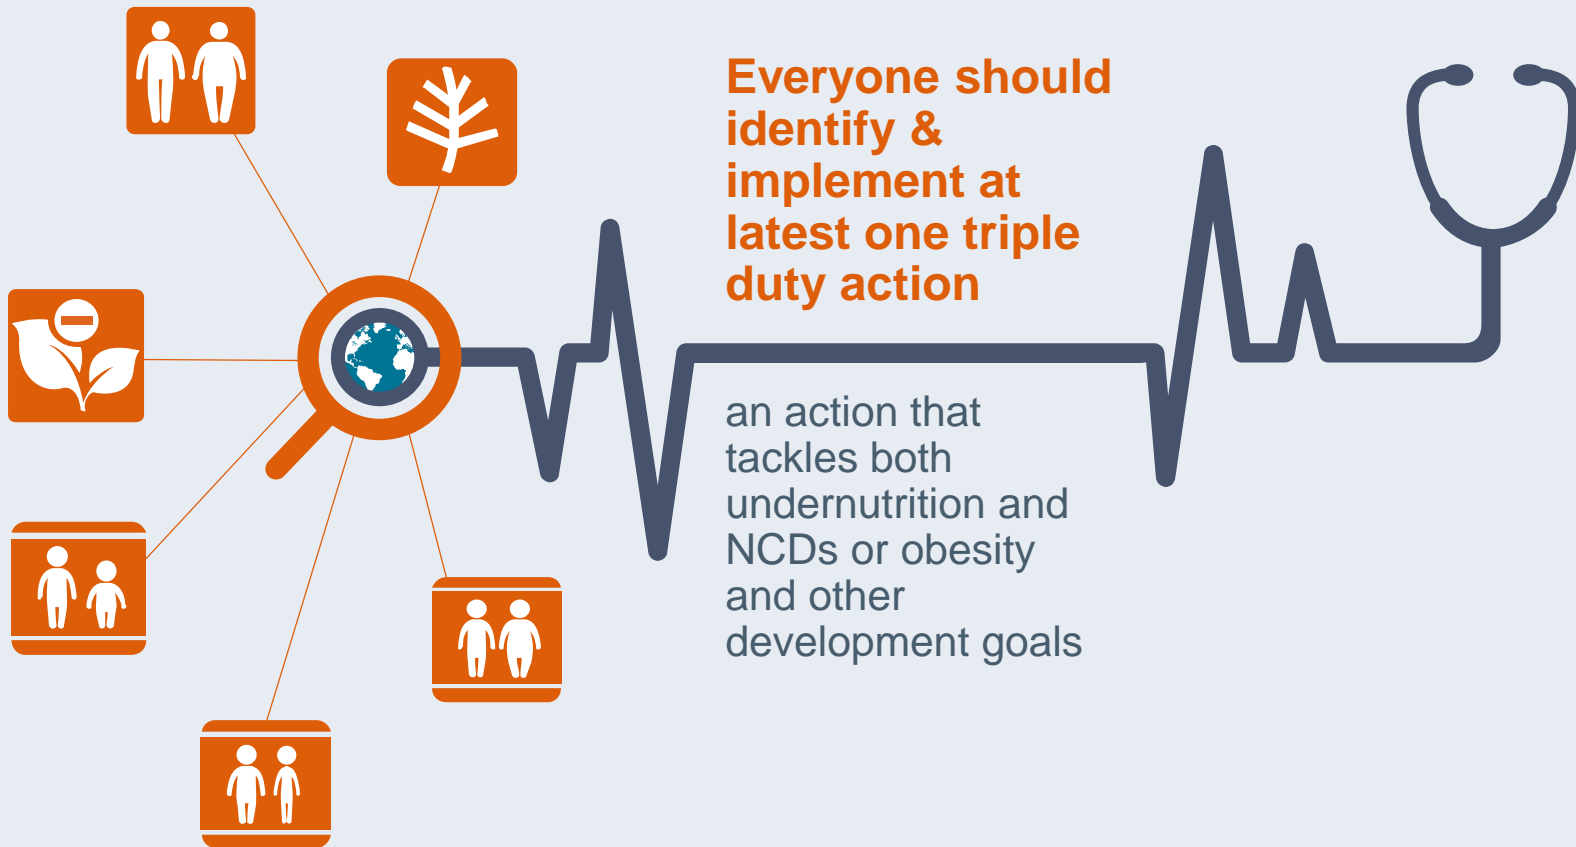 Everyone should
identify &
implement at
latest one triple
duty action
an action that
tackles both
undernutrition and
NCDs or obesity
and other
development goals